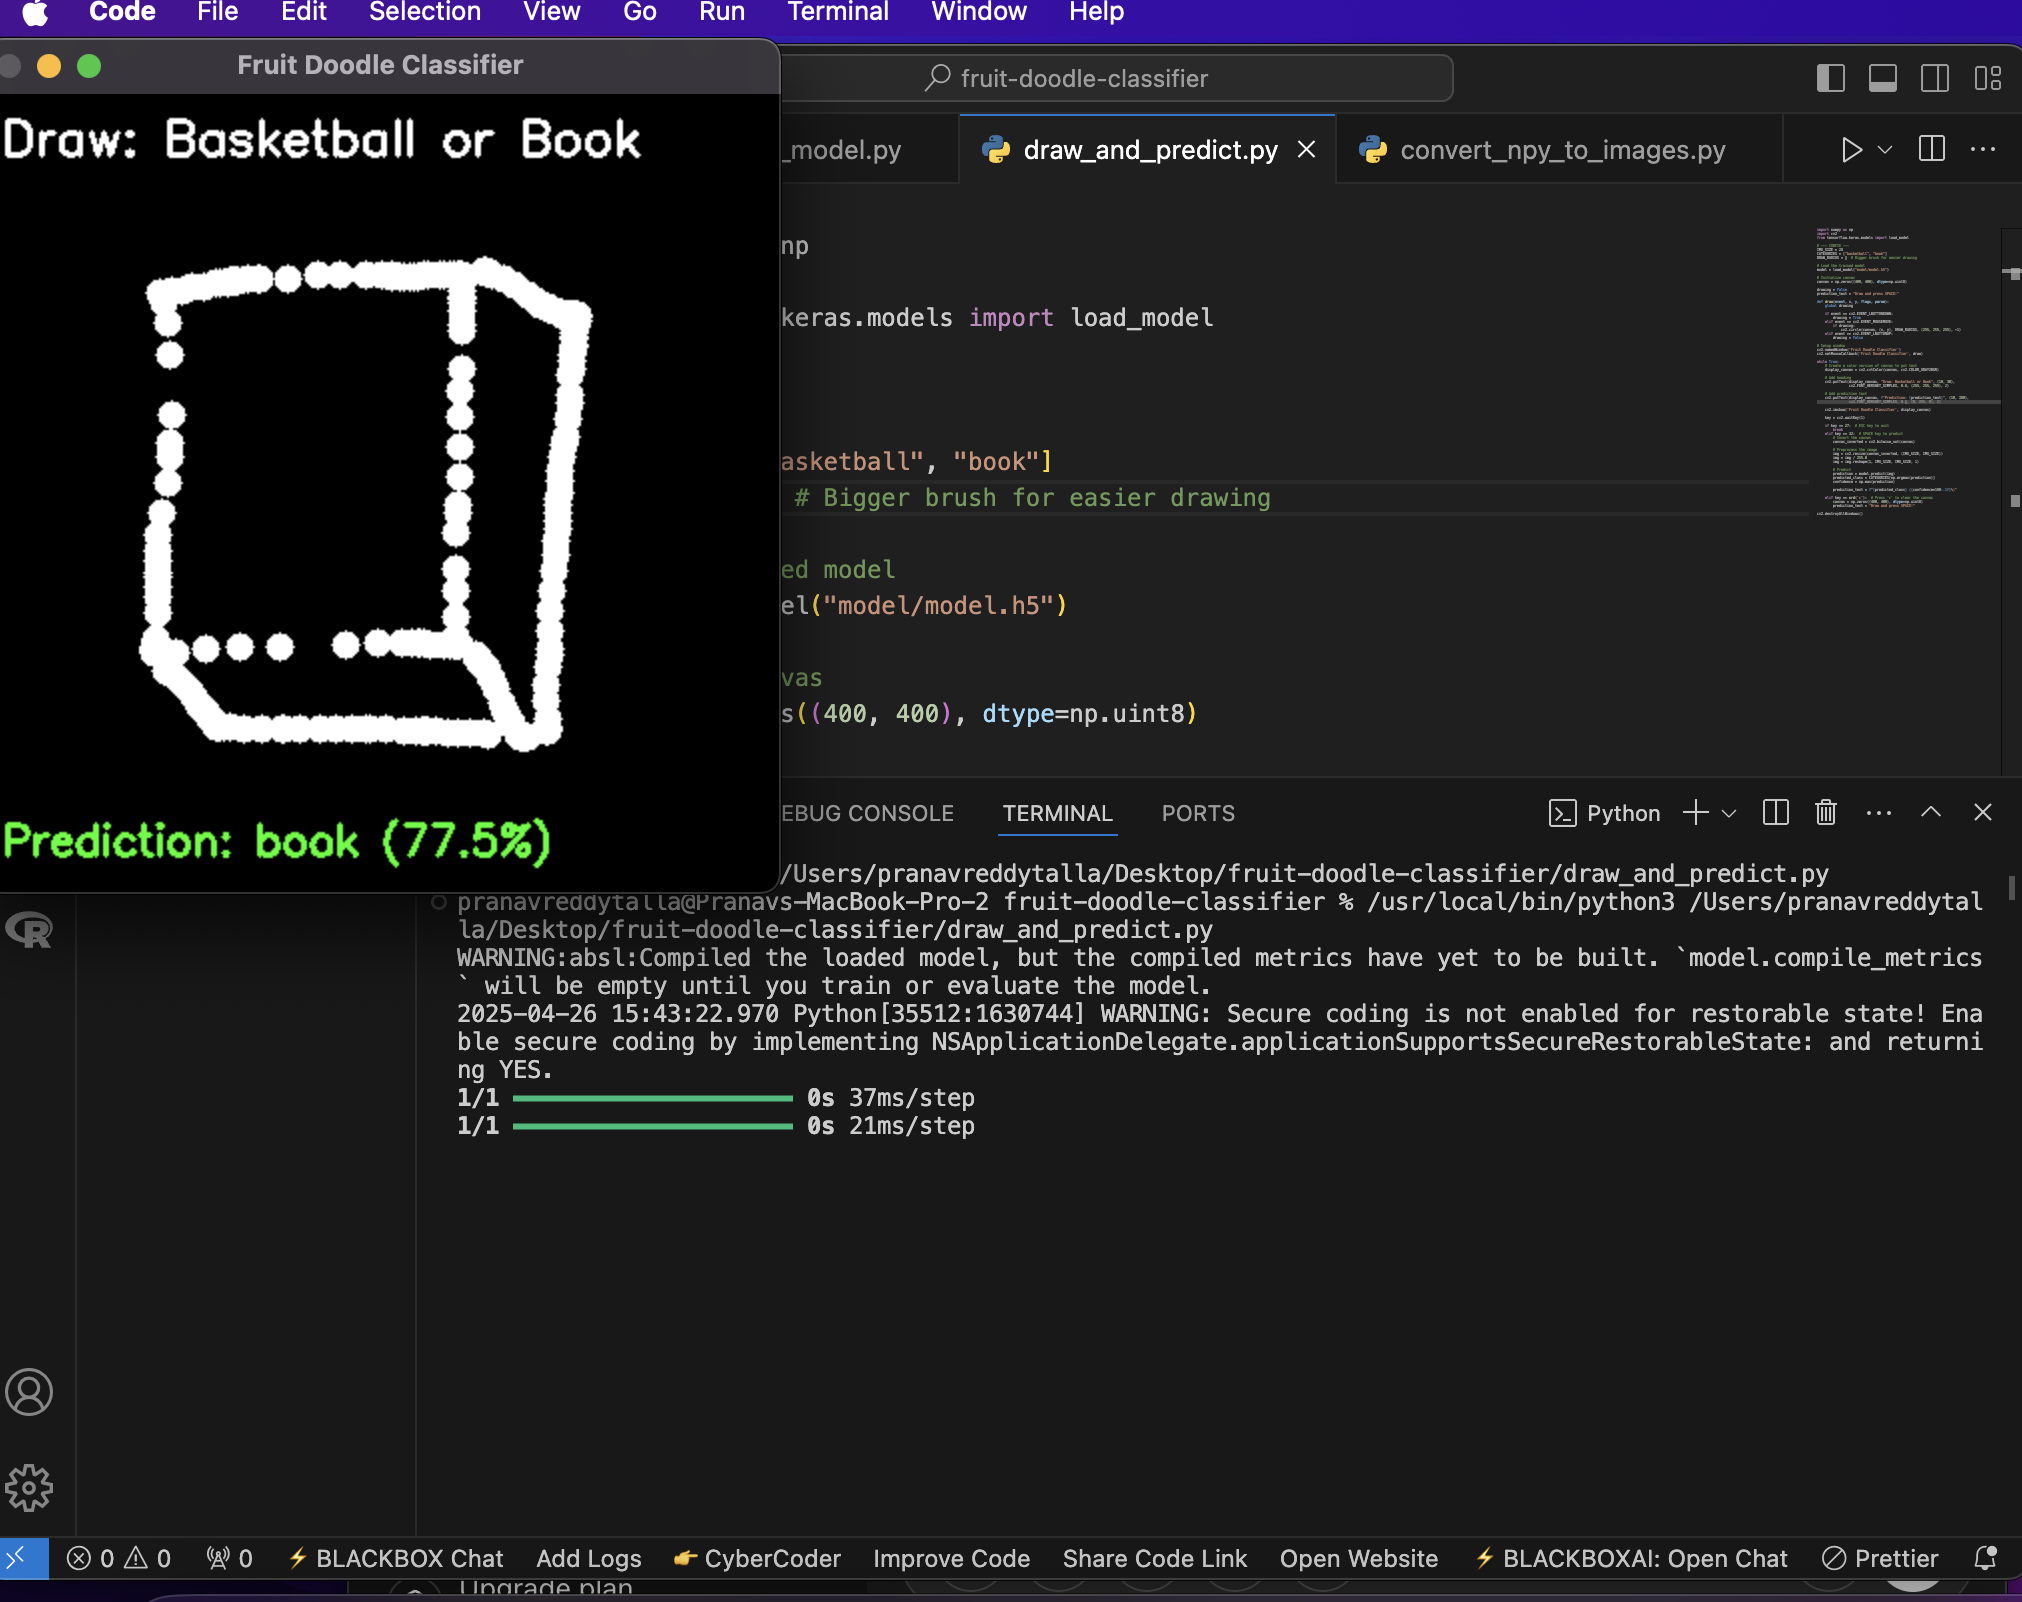 Code File Edit Selection View Go Run Terminal Window Help
Fruit Doodle Classifier
fruit-doodle-classifier
Draw: Basketball or Book
_model.py
draw_and_predict.py
convert_npy_to_images.py
np
keras.models import load_model
asketball", "book"]
# Bigger brush for easier drawing
ed model
el("model/model.h5")
vas
s((400, 400), dtype=np.uint8)
Prediction: book (77.5%)
EBUG CONSOLE TERMINAL PORTS
Python
/Users/pranavreddytalla/Desktop/fruit-doodle-classifier/draw_and_predict.py
pranavreddytalla@Pranavs-MacBook-Pro-2 fruit-doodle-classifier % /usr/local/bin/python3 /Users/pranavreddytal
la/Desktop/fruit-doodle-classifier/draw_and_predict.py
WARNING:absl:Compiled the loaded model, but the compiled metrics have yet to be built. `model.compile_metrics
` will be empty until you train or evaluate the model.
2025-04-26 15:43:22.970 Python[35512:1630744] WARNING: Secure coding is not enabled for restorable state! Ena
ble secure coding by implementing NSApplicationDelegate.applicationSupportsSecureRestorableState: and returni
ng YES.
1/1 0s 37ms/step
1/1 0s 21ms/step
R
0 0 0 BLACKBOX Chat Add Logs CyberCoder Improve Code Share Code Link Open Website BLACKBOXAI: Open Chat Prettier
Upgrade plan